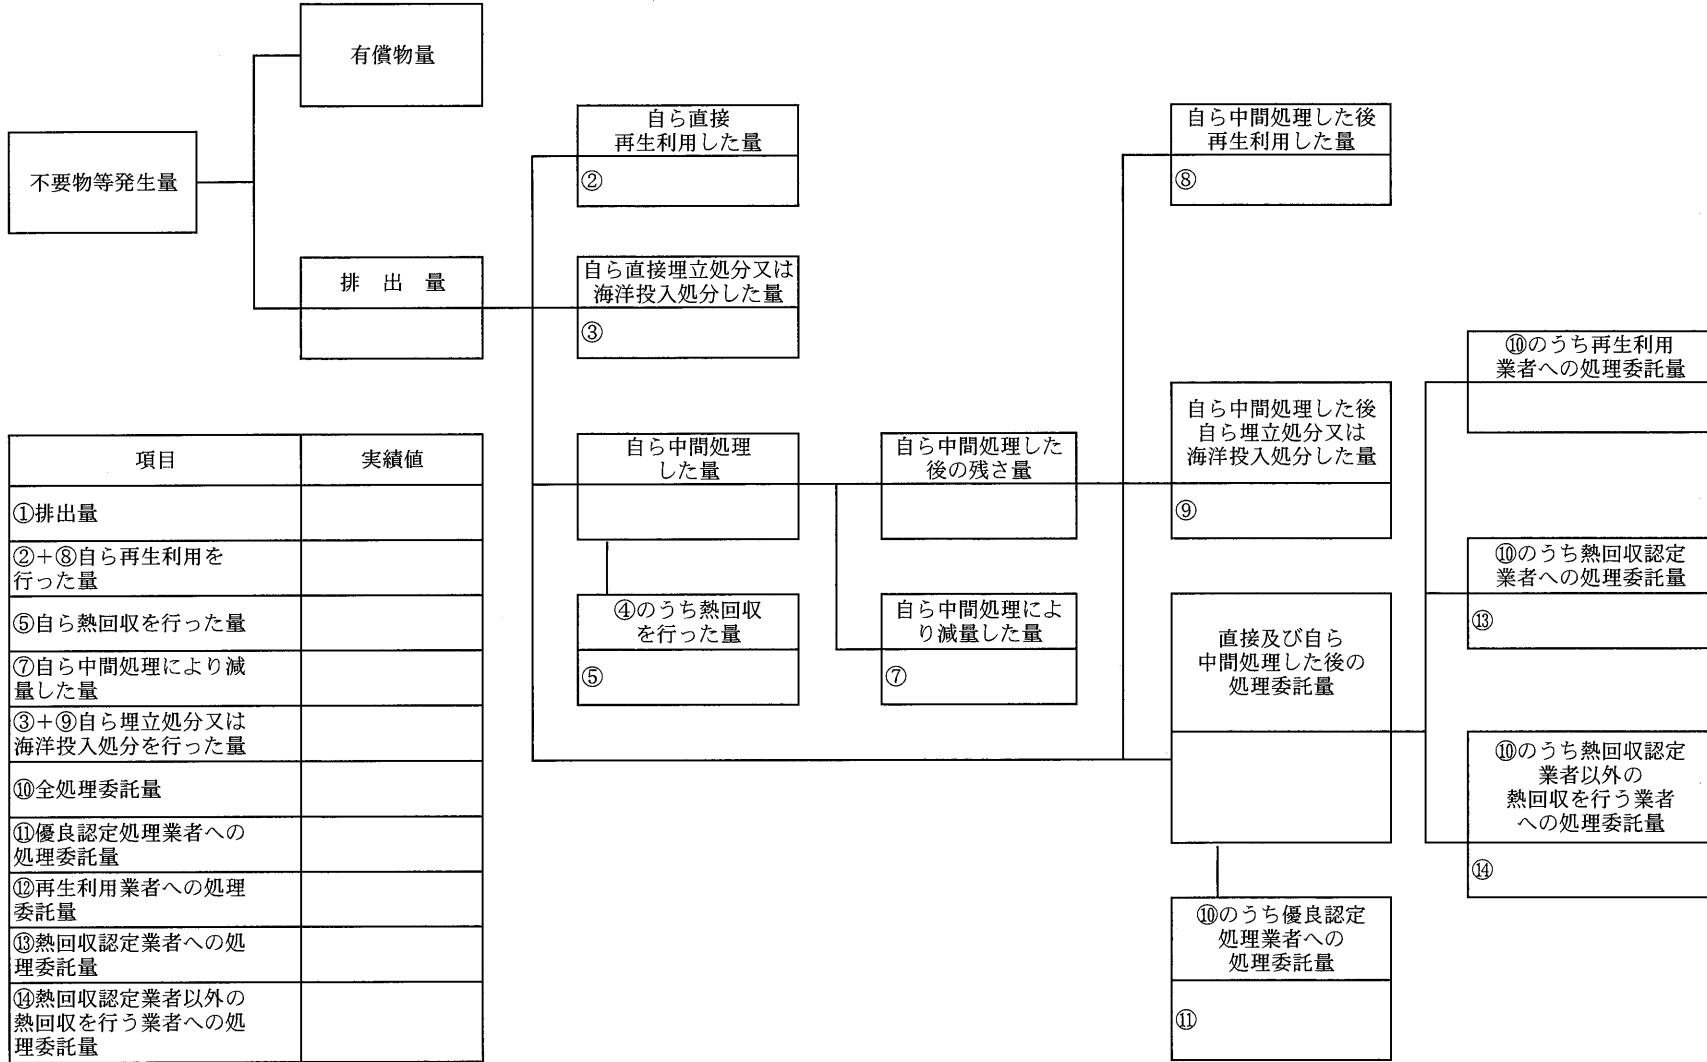 有償物量
不要物等発生量
排　出　量
自ら直接
再生利用した量
②
自ら直接埋立処分又は
海洋投入処分した量
③
自ら中間処理
した量
④のうち熱回収
を行った量
⑤
自ら中間処理した
後の残さ量
自ら中間処理によ
り減量した量
⑦
自ら中間処理した後
再生利用した量
⑧
自ら中間処理した後
自ら埋立処分又は
海洋投入処分した量
⑨
直接及び自ら
中間処理した後の
処理委託量
⑩のうち優良認定
処理業者への
処理委託量
⑪
⑩のうち再生利用
業者への処理委託量
⑩のうち熱回収認定
業者への処理委託量
⑬
⑩のうち熱回収認定
業者以外の
熱回収を行う業者
への処理委託量
⑭
項目
実績値
①排出量
②+⑧自ら再生利用を
行った量
⑤自ら熱回収を行った量
⑦自ら中間処理により減
量した量
③+⑨自ら埋立処分又は
海洋投入処分を行った量
⑩全処理委託量
⑪優良認定処理業者への
処理委託量
⑫再生利用業者への処理
委託量
⑬熱回収認定業者への処
理委託量
⑭熱回収認定業者以外の
熱回収を行う業者への処
理委託量